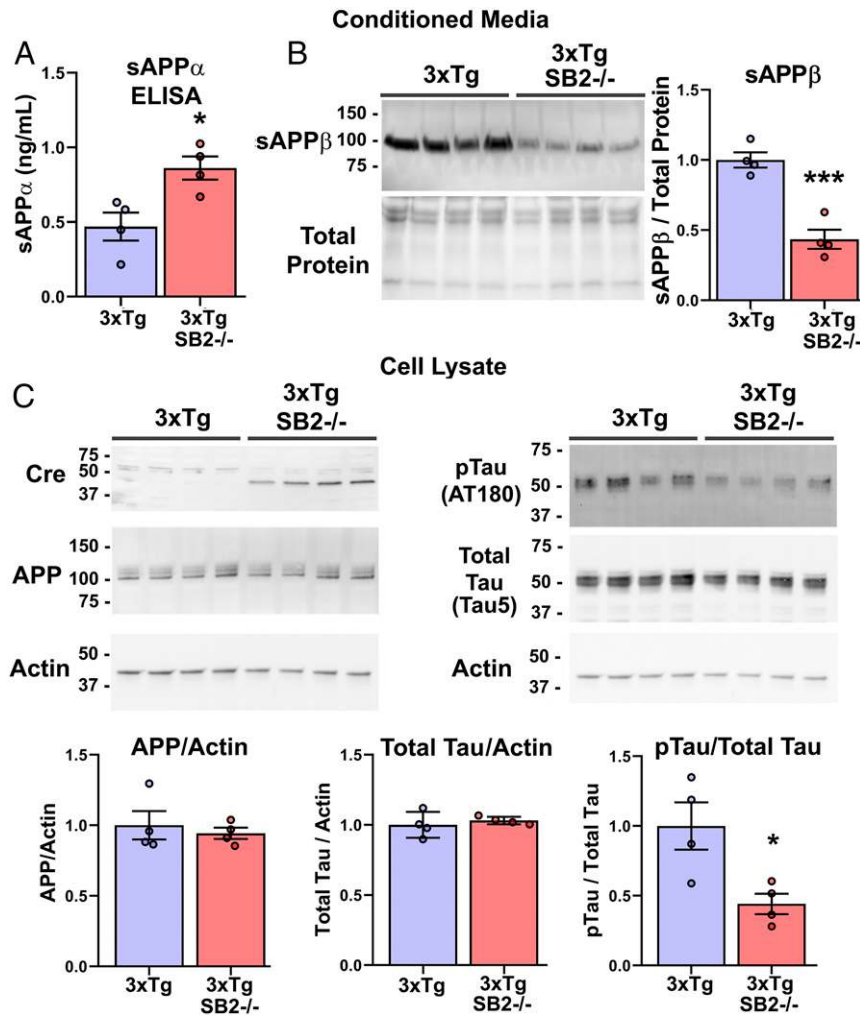 Conditioned Media
A
sAPPα
ELISA
*
sAPPα (ng/mL)
1.5
1.0
0.5
0.0
3xTg
3xTg
SB2-/-
B
3xTg
3xTg
SB2-/-
sAPPβ
150 -
100 -
75 -
Total
Protein
sAPPβ
***
sAPPβ / Total Protein
1.5
1.0
0.5
0.0
3xTg
3xTg
SB2-/-
Cell Lysate
C
3xTg
3xTg
SB2-/-
Cre
75 -
50 -
37 -
APP
150 -
100 -
75 -
Actin
50 -
37 -
3xTg
3xTg
SB2-/-
pTau
(AT180)
75 -
50 -
37 -
Total
Tau
(Tau5)
75 -
50 -
37 -
Actin
50 -
37 -
APP/Actin
APP/Actin
1.5
1.0
0.5
0.0
3xTg
3xTg
SB2-/-
Total Tau/Actin
Total Tau / Actin
1.5
1.0
0.5
0.0
3xTg
3xTg
SB2-/-
pTau/Total Tau
*
pTau / Total Tau
1.5
1.0
0.5
0.0
3xTg
3xTg
SB2-/-